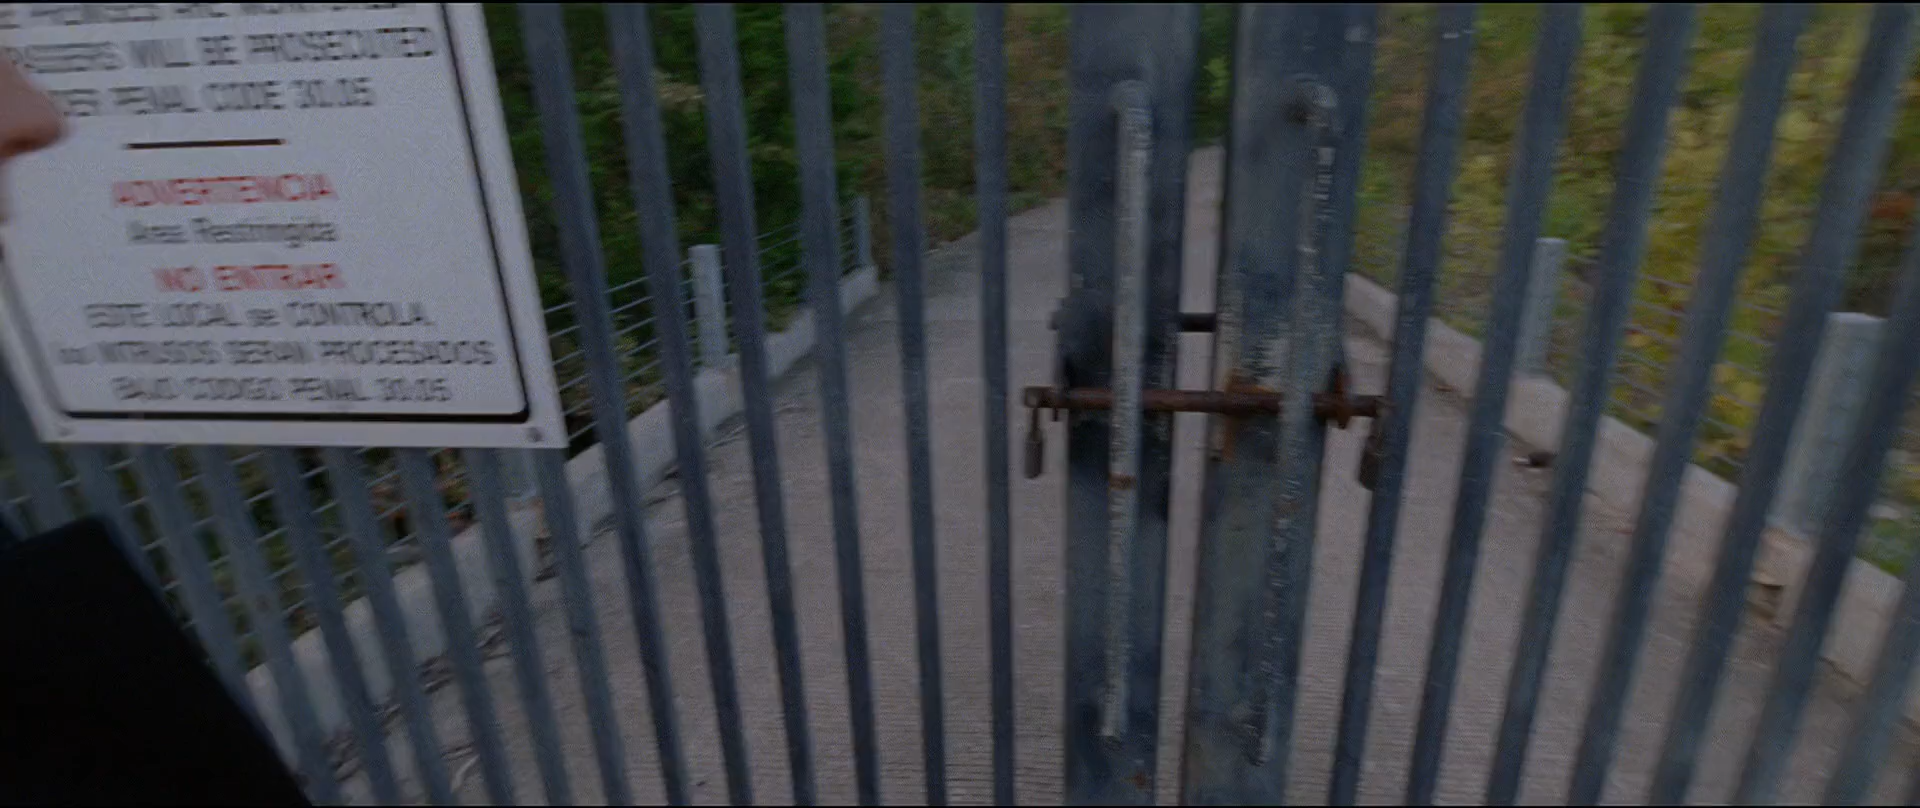 WILL BE PROSECUTED
PENAL CODE 30.05
ADVERTENCIA
Area Restringida
NO ENTRAR
ESTE LOCAL se CONTROLA.
INTRUSOS SERAN PROCESADOS
BAJO CODIGO PENAL 30.05